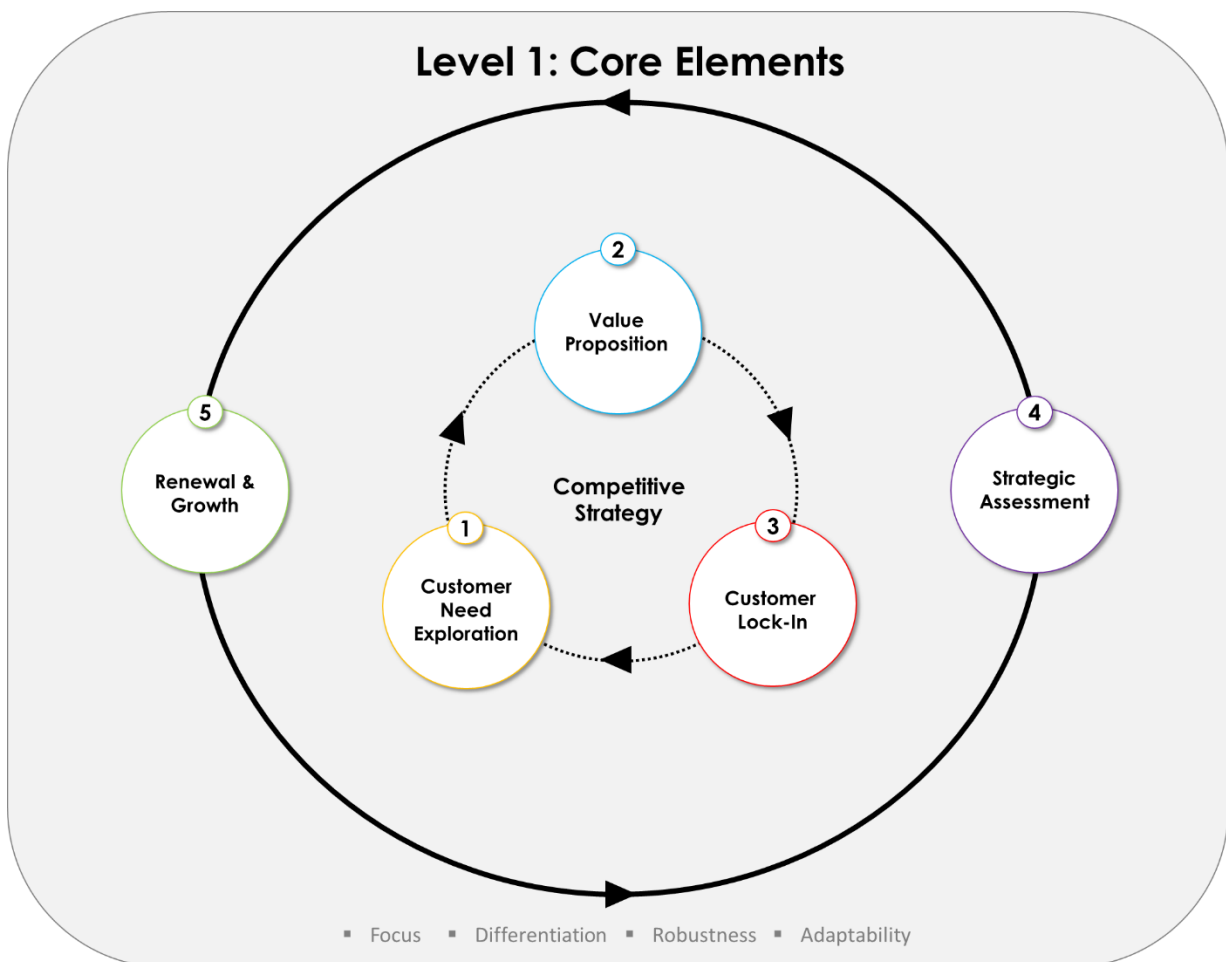 Level 1: Core Elements
2
Value
Proposition
5
Renewal &
Growth
4
Strategic
Assessment
Competitive
Strategy
1
Customer
Need
Exploration
3
Customer
Lock-In
▪ Focus ▪ Differentiation ▪ Robustness ▪ Adaptability